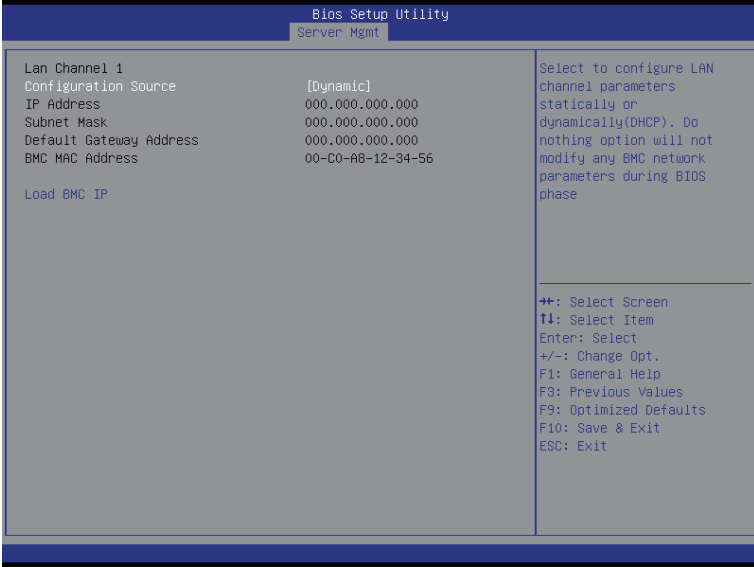 Bios Setup Utility
Server Mgmt
Lan Channel 1
Configuration Source [Dynamic]
IP Address 000.000.000.000
Subnet Mask 000.000.000.000
Default Gateway Address 000.000.000.000
BMC MAC Address 00-C0-A8-12-34-56
Load BMC IP
Select to configure LAN
channel parameters
statically or
dynamically(DHCP). Do
nothing option will not
modify any BMC network
parameters during BIOS
phase
→←: Select Screen
↑↓: Select Item
Enter: Select
+/-: Change Opt.
F1: General Help
F3: Previous Values
F9: Optimized Defaults
F10: Save & Exit
ESC: Exit